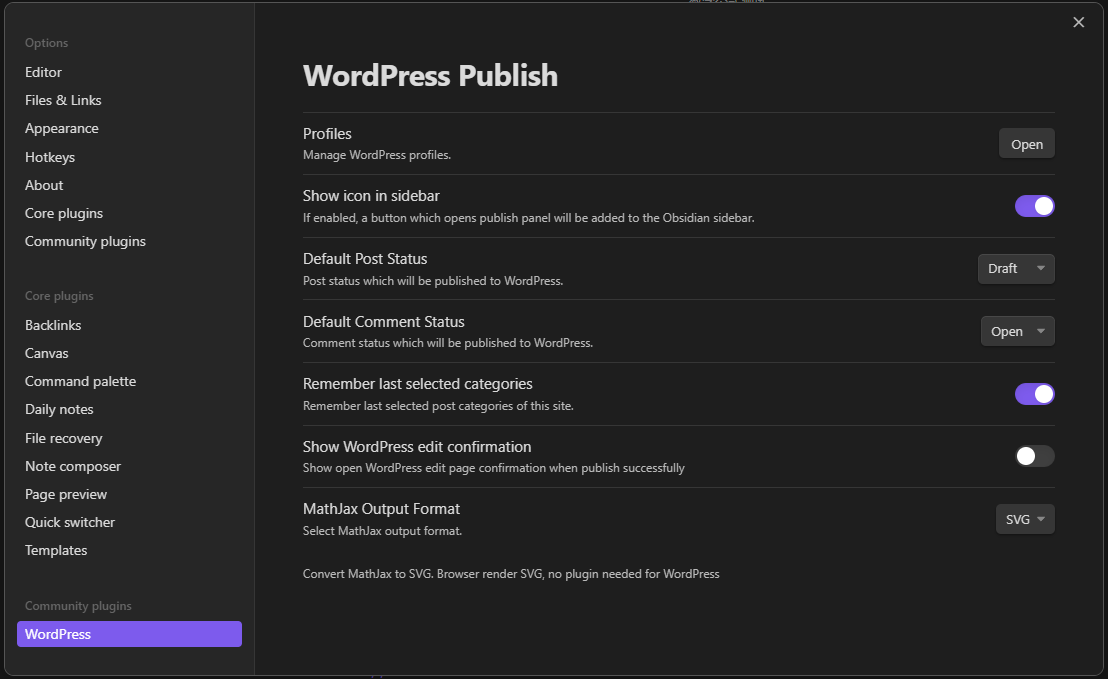 Options
Editor
Files & Links
Appearance
Hotkeys
About
Core plugins
Community plugins
Core plugins
Backlinks
Canvas
Command palette
Daily notes
File recovery
Note composer
Page preview
Quick switcher
Templates
Community plugins
WordPress
WordPress Publish
Profiles
Manage WordPress profiles.
Open
Show icon in sidebar
If enabled, a button which opens publish panel will be added to the Obsidian sidebar.
Default Post Status
Post status which will be published to WordPress.
Draft
Default Comment Status
Comment status which will be published to WordPress.
Open
Remember last selected categories
Remember last selected post categories of this site.
Show WordPress edit confirmation
Show open WordPress edit page confirmation when publish successfully
MathJax Output Format
Select MathJax output format.
SVG
Convert MathJax to SVG. Browser render SVG, no plugin needed for WordPress